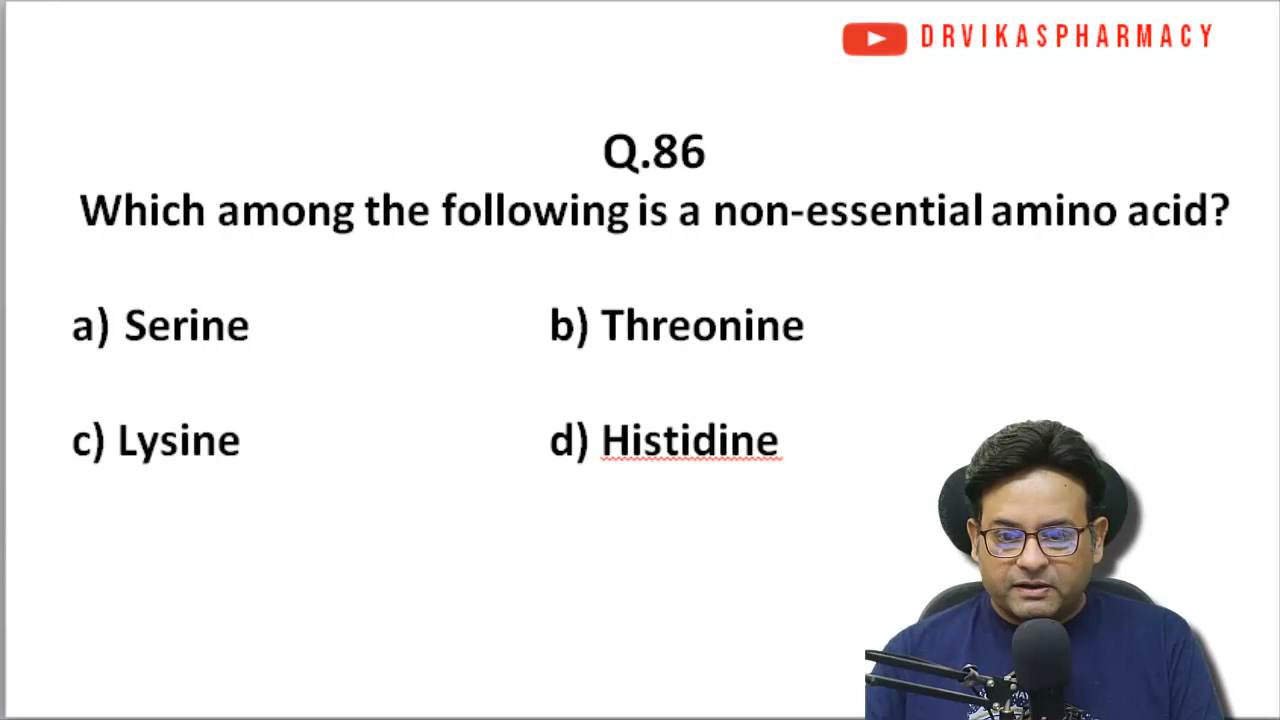 DRVIKASPHARMACY
Q.86
Which among the following is a non-essential amino acid?
a) Serine
b) Threonine
c) Lysine
d) Histidine